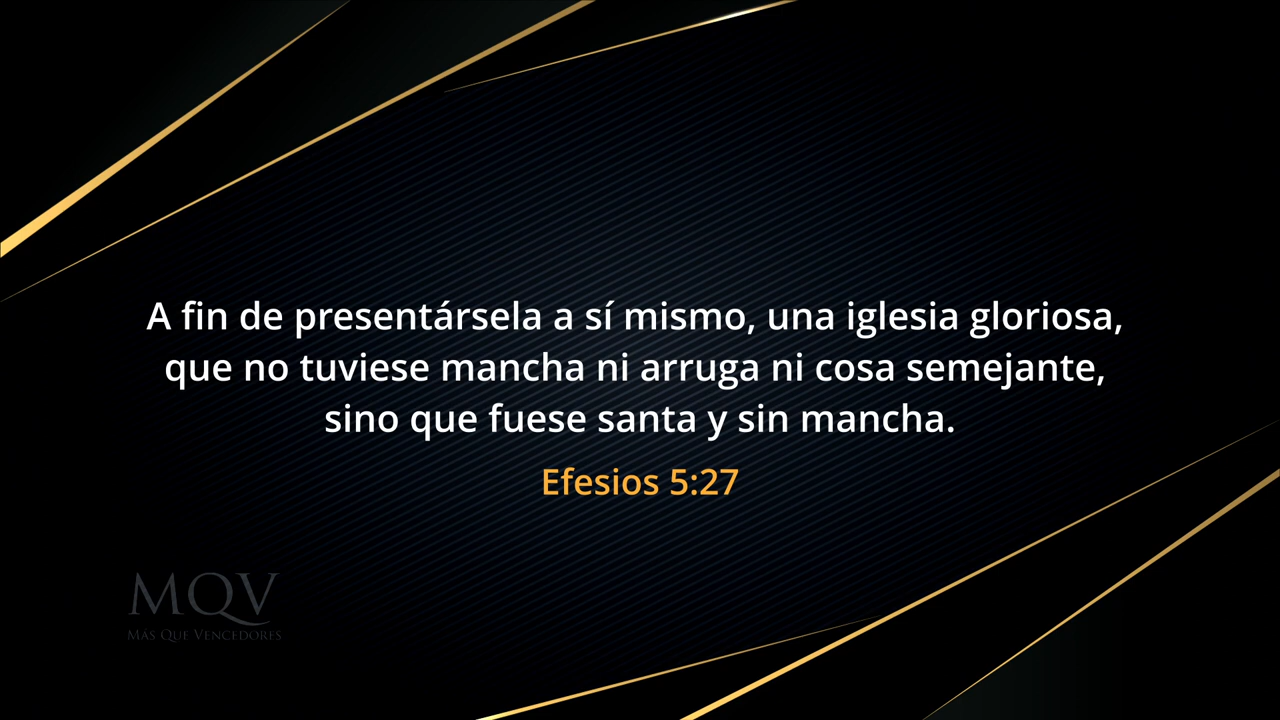 A fin de presentársela a sí mismo, una iglesia gloriosa,
que no tuviese mancha ni arruga ni cosa semejante,
sino que fuese santa y sin mancha.
Efesios 5:27
MQV
Más Que Vencedores